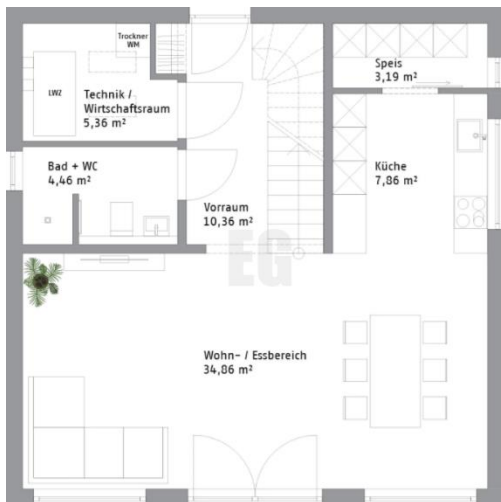 Trockner
WM
LWZ
Technik /
Wirtschaftsraum
5,36 m²
Speis
3,19 m²
Bad + WC
4,46 m²
Küche
7,86 m²
Vorraum
10,36 m²
EG
Wohn- / Essbereich
34,86 m²